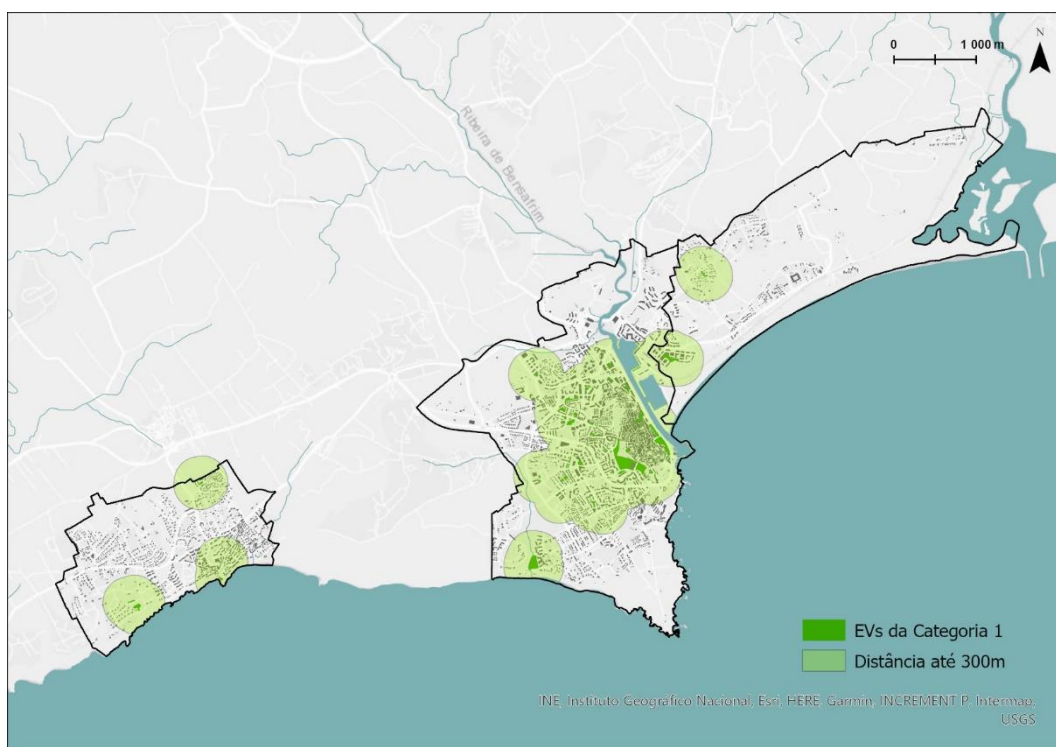 0 1 000 m
N
Ribeira de Bensafrim
EVs da Categoria 1
Distância até 300m
INE, Instituto Geográfico Nacional, Esri, HERE, Garmin, INCREMENT P, Intermap,
USGS